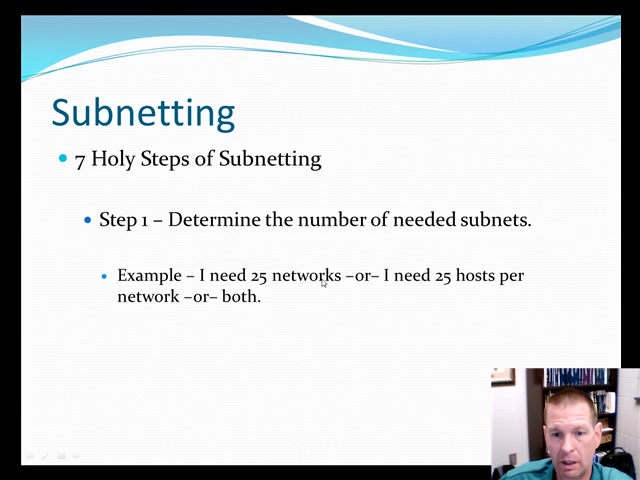 Subnetting
7 Holy Steps of Subnetting
Step 1 – Determine the number of needed subnets.
Example – I need 25 networks –or– I need 25 hosts per
network –or– both.